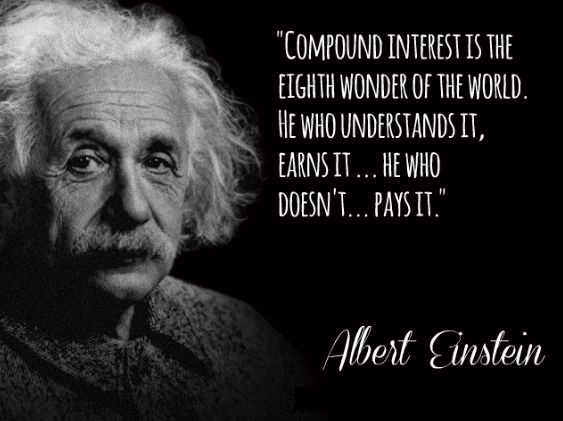 "Compound interest is the
eighth wonder of the world.
He who understands it,
earns it ... he who
doesn't... pays it."
Albert Einstein